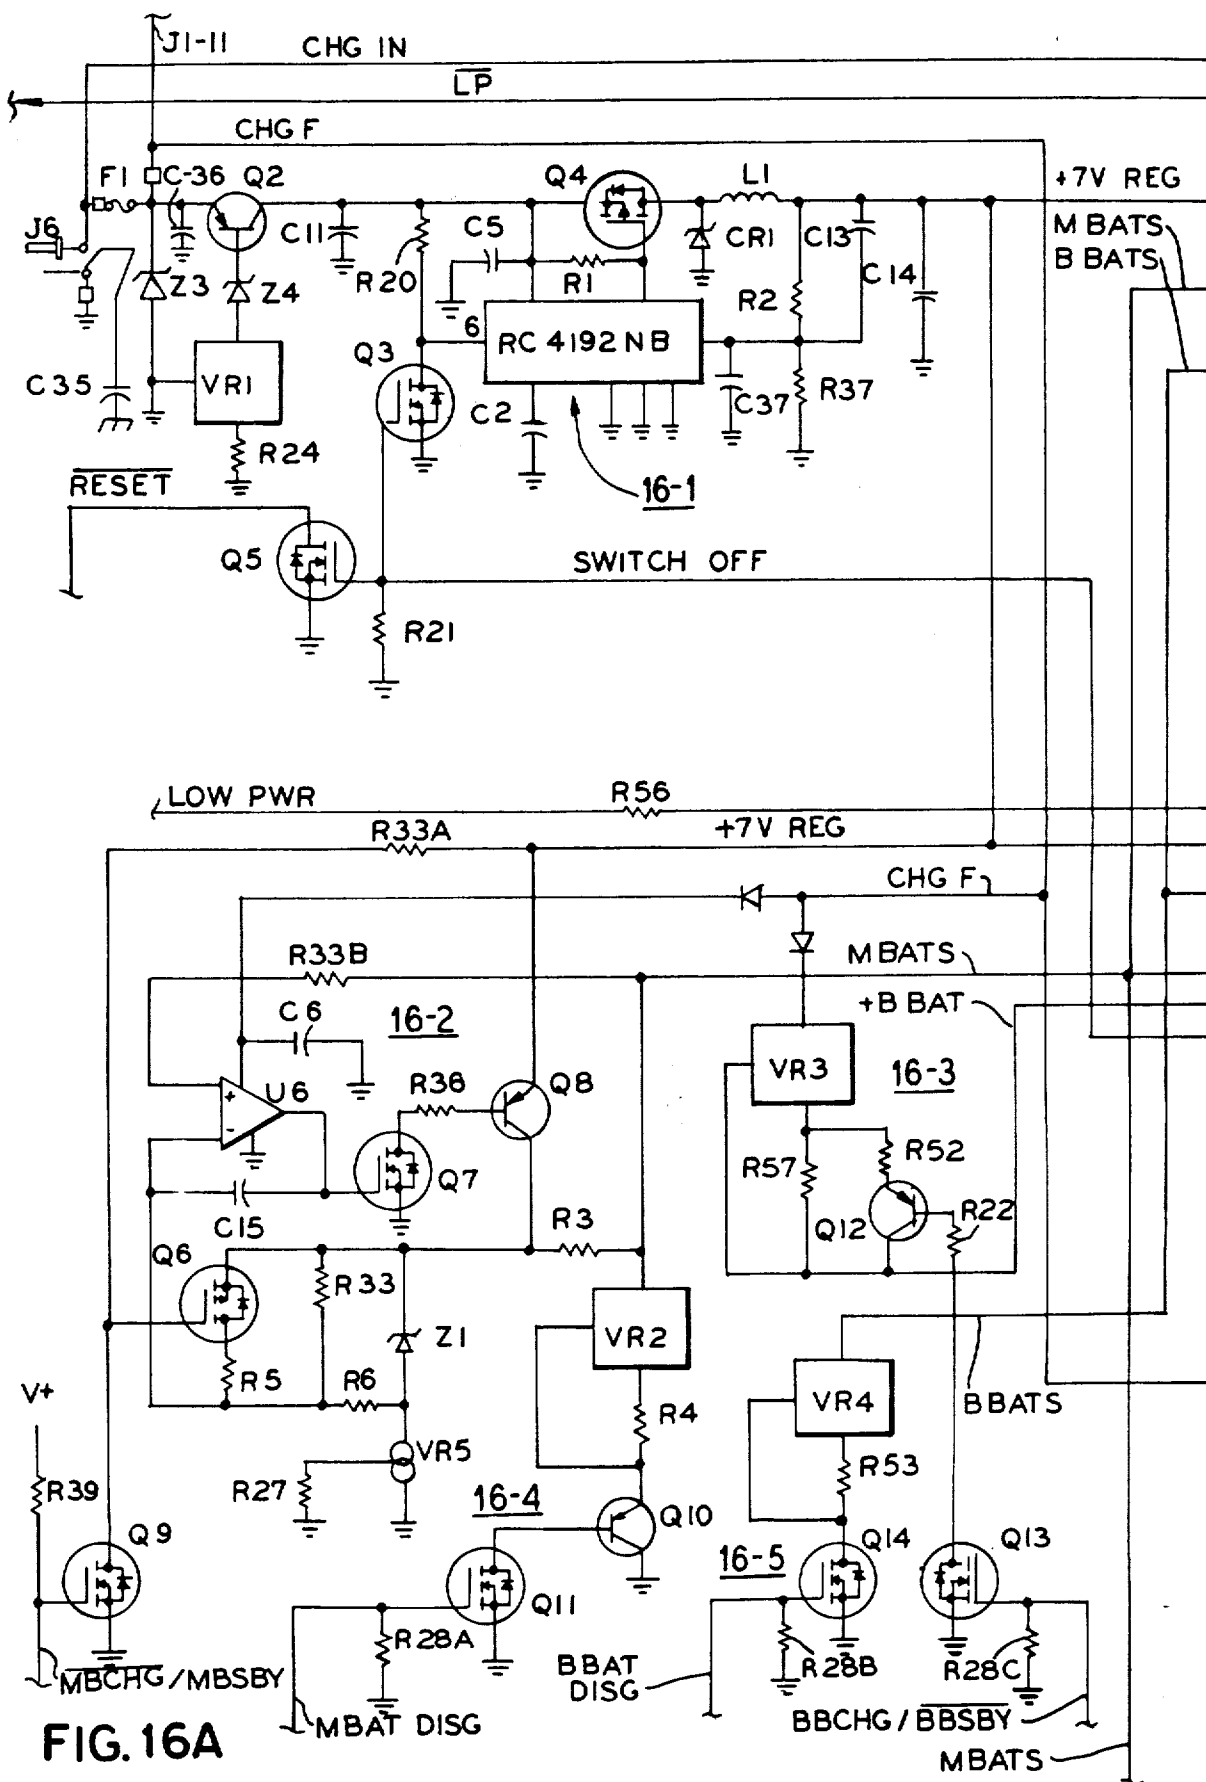 J1-11
CHG IN
LP
CHG F
F1
C-36
Q2
Q4
L1
+7V REG
J6
C11
C5
CR1
C13
M BATS
B BATS
Z3
Z4
R20
R1
R2
C14
6
RC 4192 NB
Q3
C35
VR1
C2
C37
R37
R24
RESET
16-1
Q5
SWITCH OFF
R21
LOW PWR
R56
R33A
+7V REG
CHG F
R33B
M BATS
+B BAT
C6
16-2
VR3
16-3
U6
+
-
R36
Q8
Q7
R57
R52
C15
R3
Q12
R22
Q6
R33
Z1
VR2
R5
R6
VR4
B BATS
V+
R4
VR5
R53
R39
R27
16-4
Q9
Q10
Q14
Q13
16-5
Q11
R28A
R28B
R28C
MBCHG/MBSBY
BBAT
DISG
MBAT DISG
BBCHG/BBSBY
FIG. 16A
MBATS